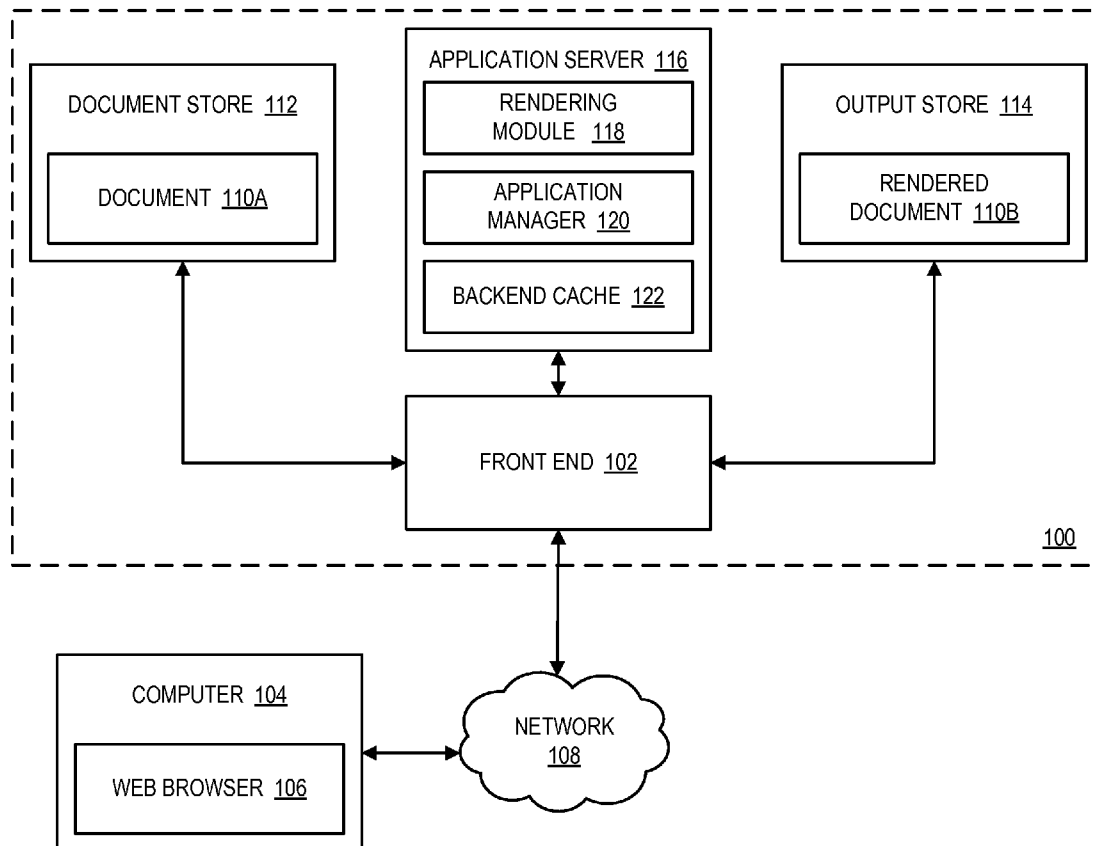 DOCUMENT STORE 112
DOCUMENT 110A
APPLICATION SERVER 116
RENDERING
MODULE 118
APPLICATION
MANAGER 120
BACKEND CACHE 122
OUTPUT STORE 114
RENDERED
DOCUMENT 110B
FRONT END 102
100
COMPUTER 104
WEB BROWSER 106
NETWORK
108